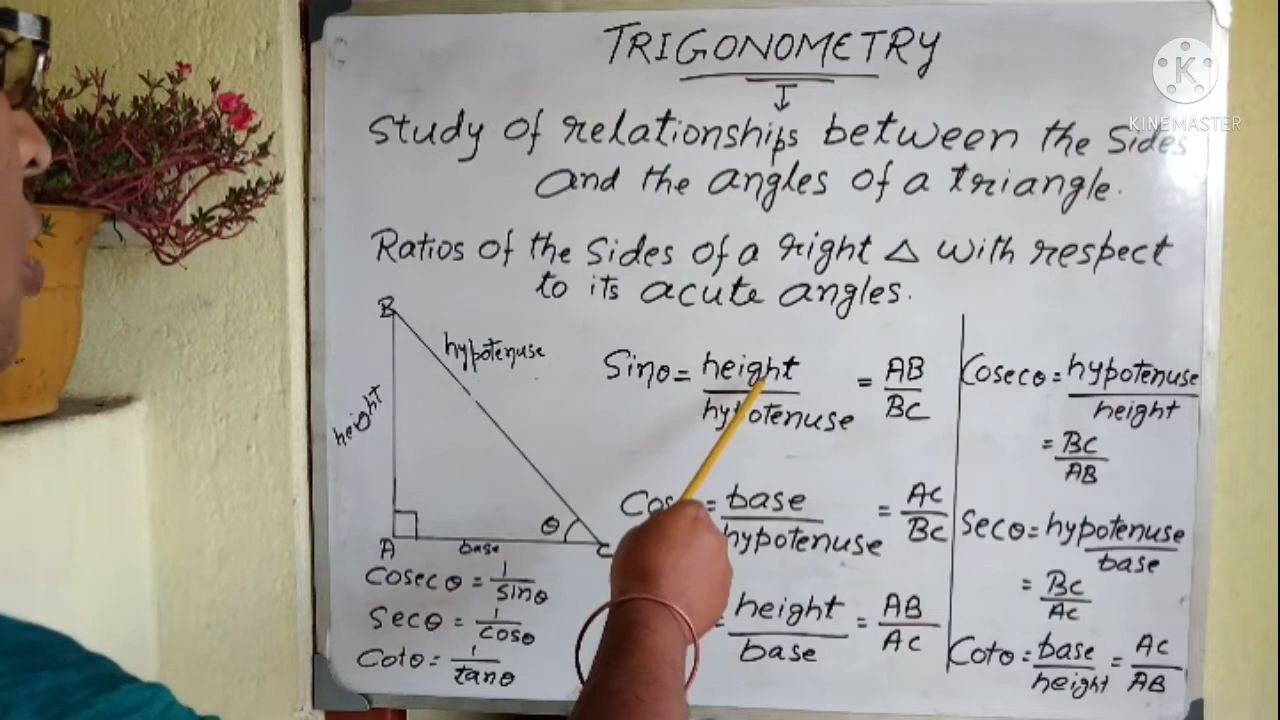 TRIGONOMETRY
Study of relationships between the Sides
and the angles of a triangle.
Ratios of the Sides of a right △ with respect
to its acute angles.
B
hypotenuse
height
A
base
θ
C
Cosec θ = 1/sinθ
Secθ = 1/cosθ
Cotθ = 1/tanθ
Sinθ = height/hypotenuse = AB/BC
Cos = base/hypotenuse = AC/BC
= height/base = AB/AC
Cosecθ = hypotenuse/height
= BC/AB
Secθ = hypotenuse/base
= BC/AC
Cotθ = base/height = AC/AB
K
KINEMASTER